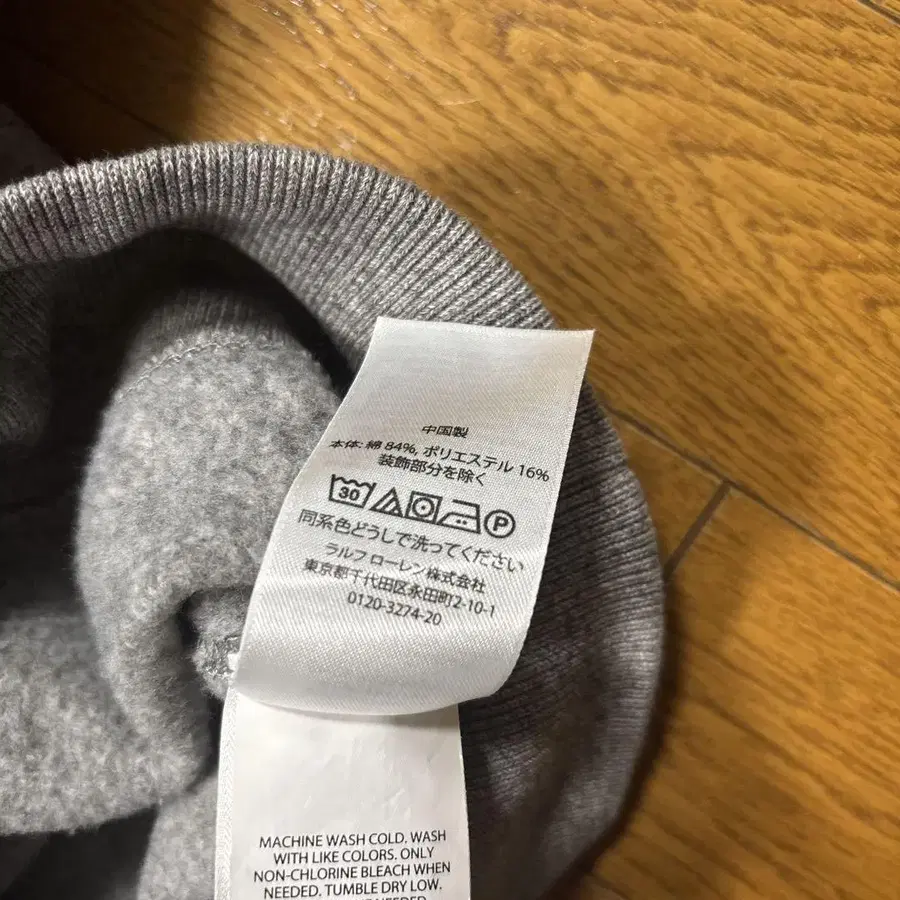 中国製
本体: 綿 84%, ポリエステル 16%
装飾部分を除く
30 P
同系色どうしで洗ってください
ラルフ ローレン株式会社
東京都千代田区永田町2-10-1
0120-3274-20
MACHINE WASH COLD. WASH
WITH LIKE COLORS. ONLY
NON-CHLORINE BLEACH WHEN
NEEDED. TUMBLE DRY LOW.